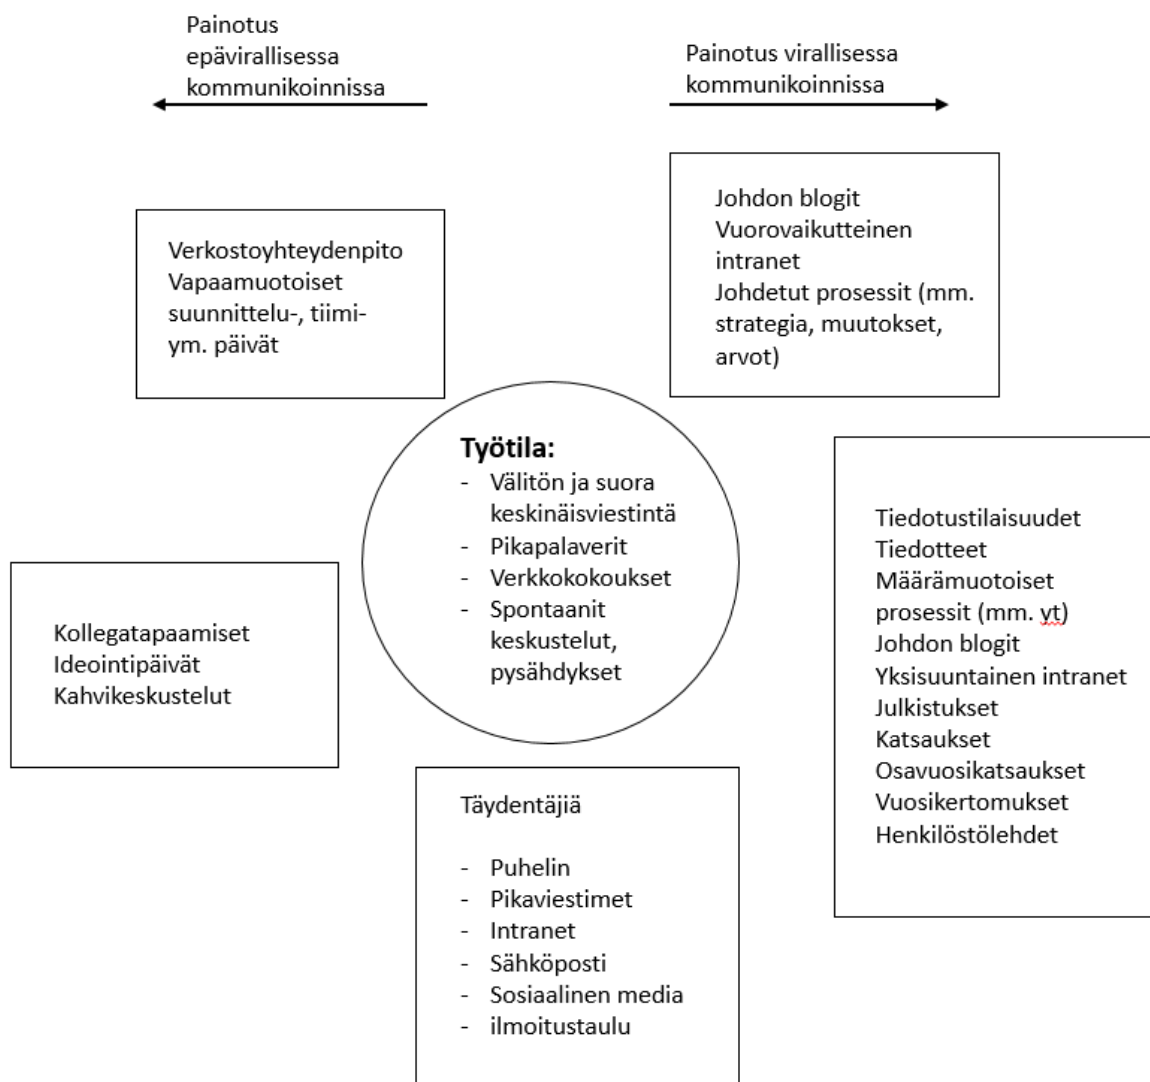 Painotus
epävirallisessa
kommunikoinnissa
Painotus virallisessa
kommunikoinnissa
Verkostoyhteydenpito
Vapaamuotoiset
suunnittelu-, tiimi-
ym. päivät
Johdon blogit
Vuorovaikutteinen
intranet
Johdetut prosessit (mm.
strategia, muutokset,
arvot)
Työtila:
- Välitön ja suora
keskinäisviestintä
- Pikapalaverit
- Verkkokokoukset
- Spontaanit
keskustelut,
pysähdykset
Kollegatapaamiset
Ideointipäivät
Kahvikeskustelut
Tiedotustilaisuudet
Tiedotteet
Määrämuotoiset
prosessit (mm. yt)
Johdon blogit
Yksisuuntainen intranet
Julkistukset
Katsaukset
Osavuosikatsaukset
Vuosikertomukset
Henkilöstölehdet
Täydentäjiä
- Puhelin
- Pikaviestimet
- Intranet
- Sähköposti
- Sosiaalinen media
- ilmoitustaulu